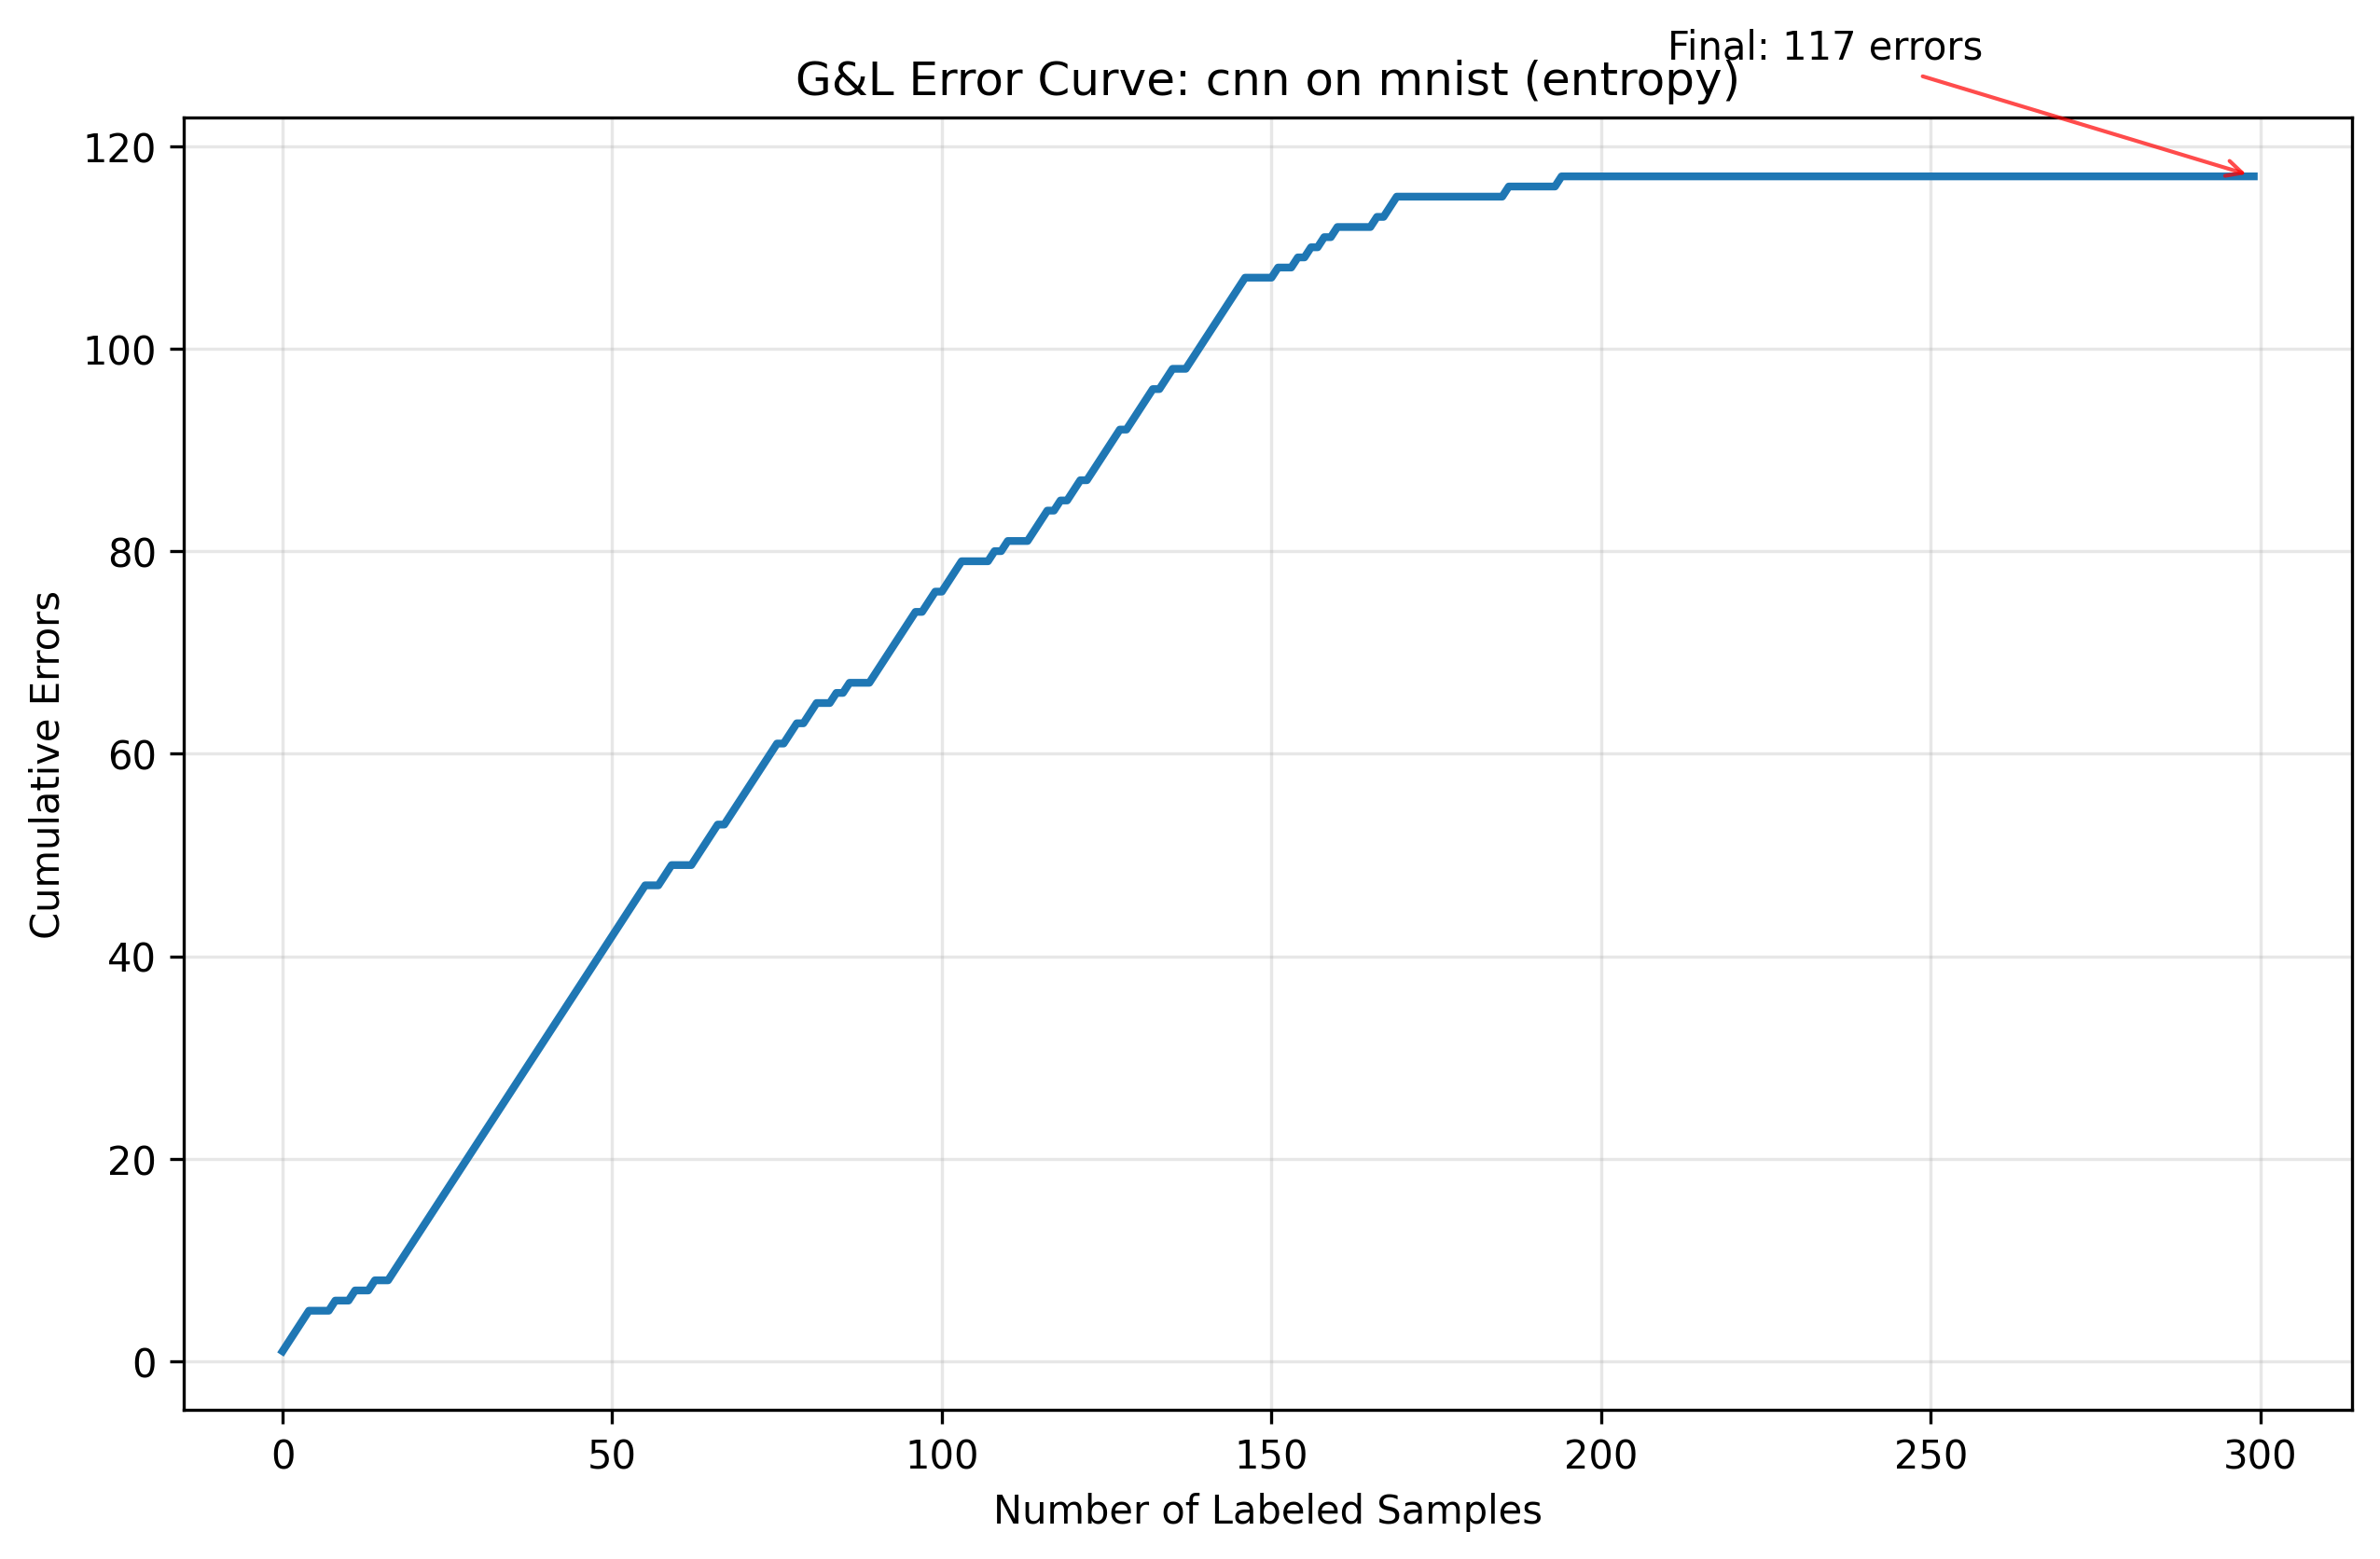 Final: 117 errors
G&L Error Curve: cnn on mnist (entropy)
120
100
80
60
40
20
0
Cumulative Errors
0 50 100 150 200 250 300
Number of Labeled Samples